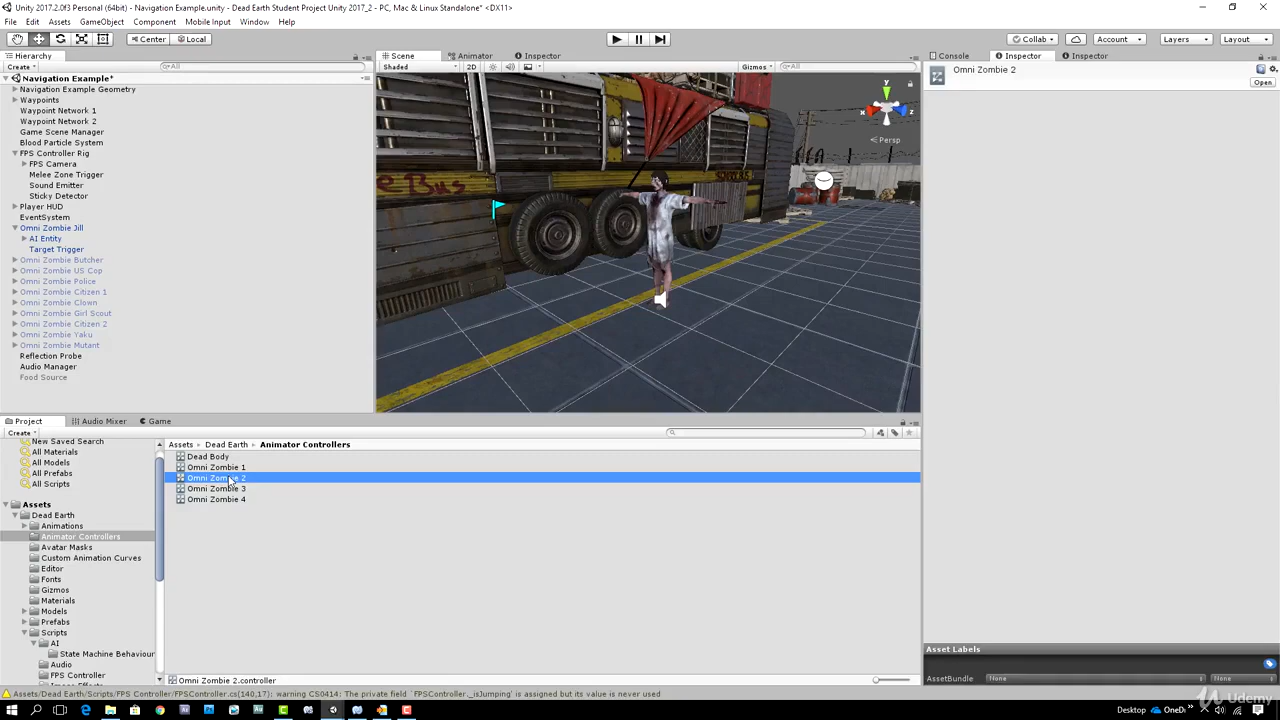 Unity 2017.2.0f3 Personal (64bit) - Navigation Example.unity - Dead Earth Student Project Unity 2017_2 - PC, Mac & Linux Standalone* <DX11>
File Edit Assets GameObject Component Mobile Input Window Help
Center Local Collab Account Layers Layout
Hierarchy Scene Animator Inspector Console Inspector Inspector
Create All Shaded 2D Gizmos All Omni Zombie 2
Open
Navigation Example*
Navigation Example Geometry
Waypoints
Waypoint Network 1
Waypoint Network 2
Game Scene Manager
Blood Particle System
FPS Controller Rig
FPS Camera
Melee Zone Trigger
Sound Emitter
Sticky Detector
Player HUD
EventSystem
Omni Zombie Jill
AI Entity
Target Trigger
Omni Zombie Butcher
Omni Zombie US Cop
Omni Zombie Police
Omni Zombie Citizen 1
Omni Zombie Clown
Omni Zombie Girl Scout
Omni Zombie Citizen 2
Omni Zombie Yaku
Omni Zombie Mutant
Reflection Probe
Audio Manager
Food Source
y
x z
Persp
e Bus
Project Audio Mixer Game
Create
New Saved Search
All Materials
All Models
All Prefabs
All Scripts
Assets
Dead Earth
Animations
Animator Controllers
Avatar Masks
Custom Animation Curves
Editor
Fonts
Gizmos
Materials
Models
Prefabs
Scripts
AI
State Machine Behaviour
Audio
FPS Controller
Assets Dead Earth Animator Controllers
Dead Body
Omni Zombie 1
Omni Zombie 2
Omni Zombie 3
Omni Zombie 4
Omni Zombie 2.controller
Asset Labels
AssetBundle None None
Assets/Dead Earth/Scripts/FPS Controller/FPSController.cs(140,17): warning CS0414: The private field `FPSController._isJumping' is assigned but its value is never used
Udemy
Desktop OneDr